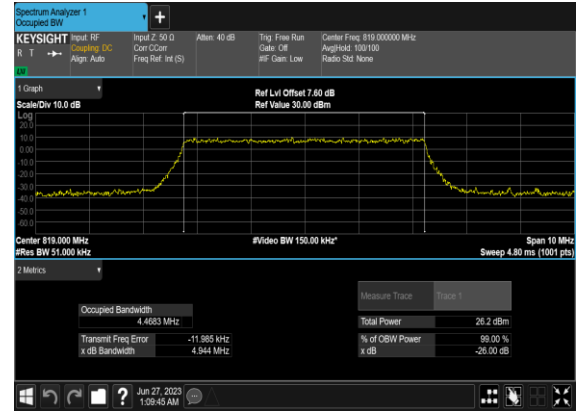 Spectrum Analyzer 1
Occupied BW
KEYSIGHT
R T
LV
Input: RF
Coupling: DC
Align: Auto
Input Z: 50 Ω
Corr CCorr
Freq Ref: Int (S)
Atten: 40 dB
Trig: Free Run
Gate: Off
#IF Gain: Low
Center Freq: 819.000000 MHz
Avg|Hold: 100/100
Radio Std: None
1 Graph
Scale/Div 10.0 dB
Ref Lvl Offset 7.60 dB
Ref Value 30.00 dBm
Log
20.0
10.0
0.00
-10.0
-20.0
-30.0
-40.0
-50.0
-60.0
Center 819.000 MHz
#Res BW 51.000 kHz
#Video BW 150.00 kHz*
Span 10 MHz
Sweep 4.80 ms (1001 pts)
2 Metrics
Measure Trace
Trace 1
Occupied Bandwidth
4.4683 MHz
Total Power
26.2 dBm
Transmit Freq Error
-11.985 kHz
% of OBW Power
99.00 %
x dB Bandwidth
4.944 MHz
x dB
-26.00 dB
?
Jun 27, 2023
1:09:45 AM